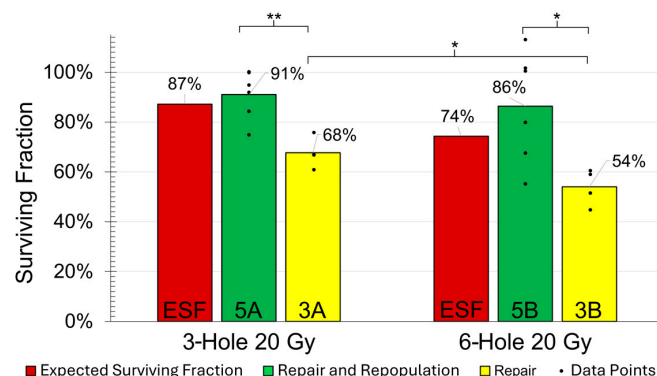 ** * *
100%
80%
60%
40%
20%
0%
Surviving Fraction
87%
91%
68%
74%
86%
54%
ESF 5A 3A ESF 5B 3B
3-Hole 20 Gy 6-Hole 20 Gy
Expected Surviving Fraction Repair and Repopulation Repair Data Points